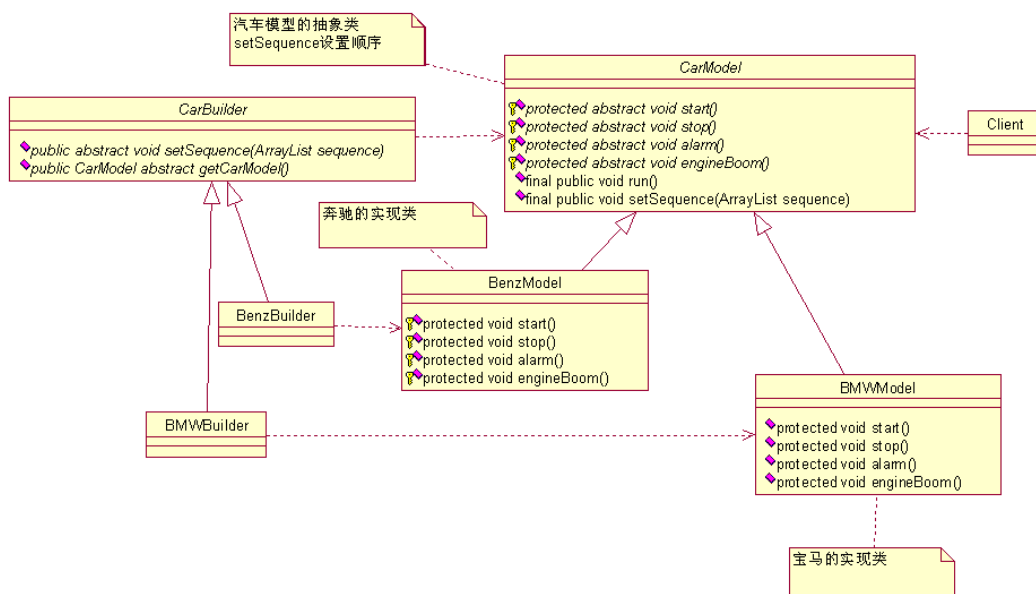 汽车模型的抽象类
setSequence设置顺序
CarModel
protected abstract void start()
protected abstract void stop()
protected abstract void alarm()
protected abstract void engineBoom()
final public void run()
final public void setSequence(ArrayList sequence)
Client
CarBuilder
public abstract void setSequence(ArrayList sequence)
public CarModel abstract getCarModel()
奔驰的实现类
BenzModel
protected void start()
protected void stop()
protected void alarm()
protected void engineBoom()
BenzBuilder
BMWBuilder
BMWModel
protected void start()
protected void stop()
protected void alarm()
protected void engineBoom()
宝马的实现类